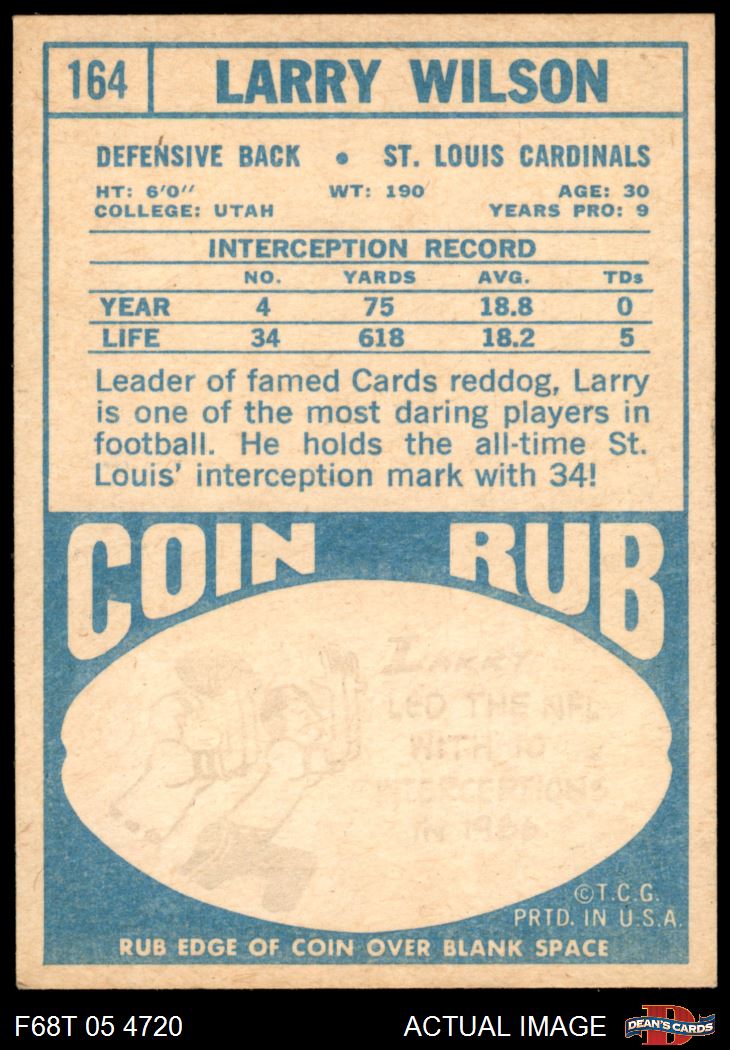 164 LARRY WILSON
DEFENSIVE BACK • ST. LOUIS CARDINALS
HT: 6'0" WT: 190 AGE: 30
COLLEGE: UTAH YEARS PRO: 9
INTERCEPTION RECORD
NO. YARDS AVG. TDs
YEAR 4 75 18.8 0
LIFE 34 618 18.2 5
Leader of famed Cards reddog, Larry
is one of the most daring players in
football. He holds the all-time St.
Louis' interception mark with 34!
COIN RUB
LARRY
LED THE NFL
WITH 10
INTERCEPTIONS
IN 1966
©T.C.G.
PRTD. IN U.S.A.
RUB EDGE OF COIN OVER BLANK SPACE
F68T 05 4720 ACTUAL IMAGE D DEAN'S CARDS